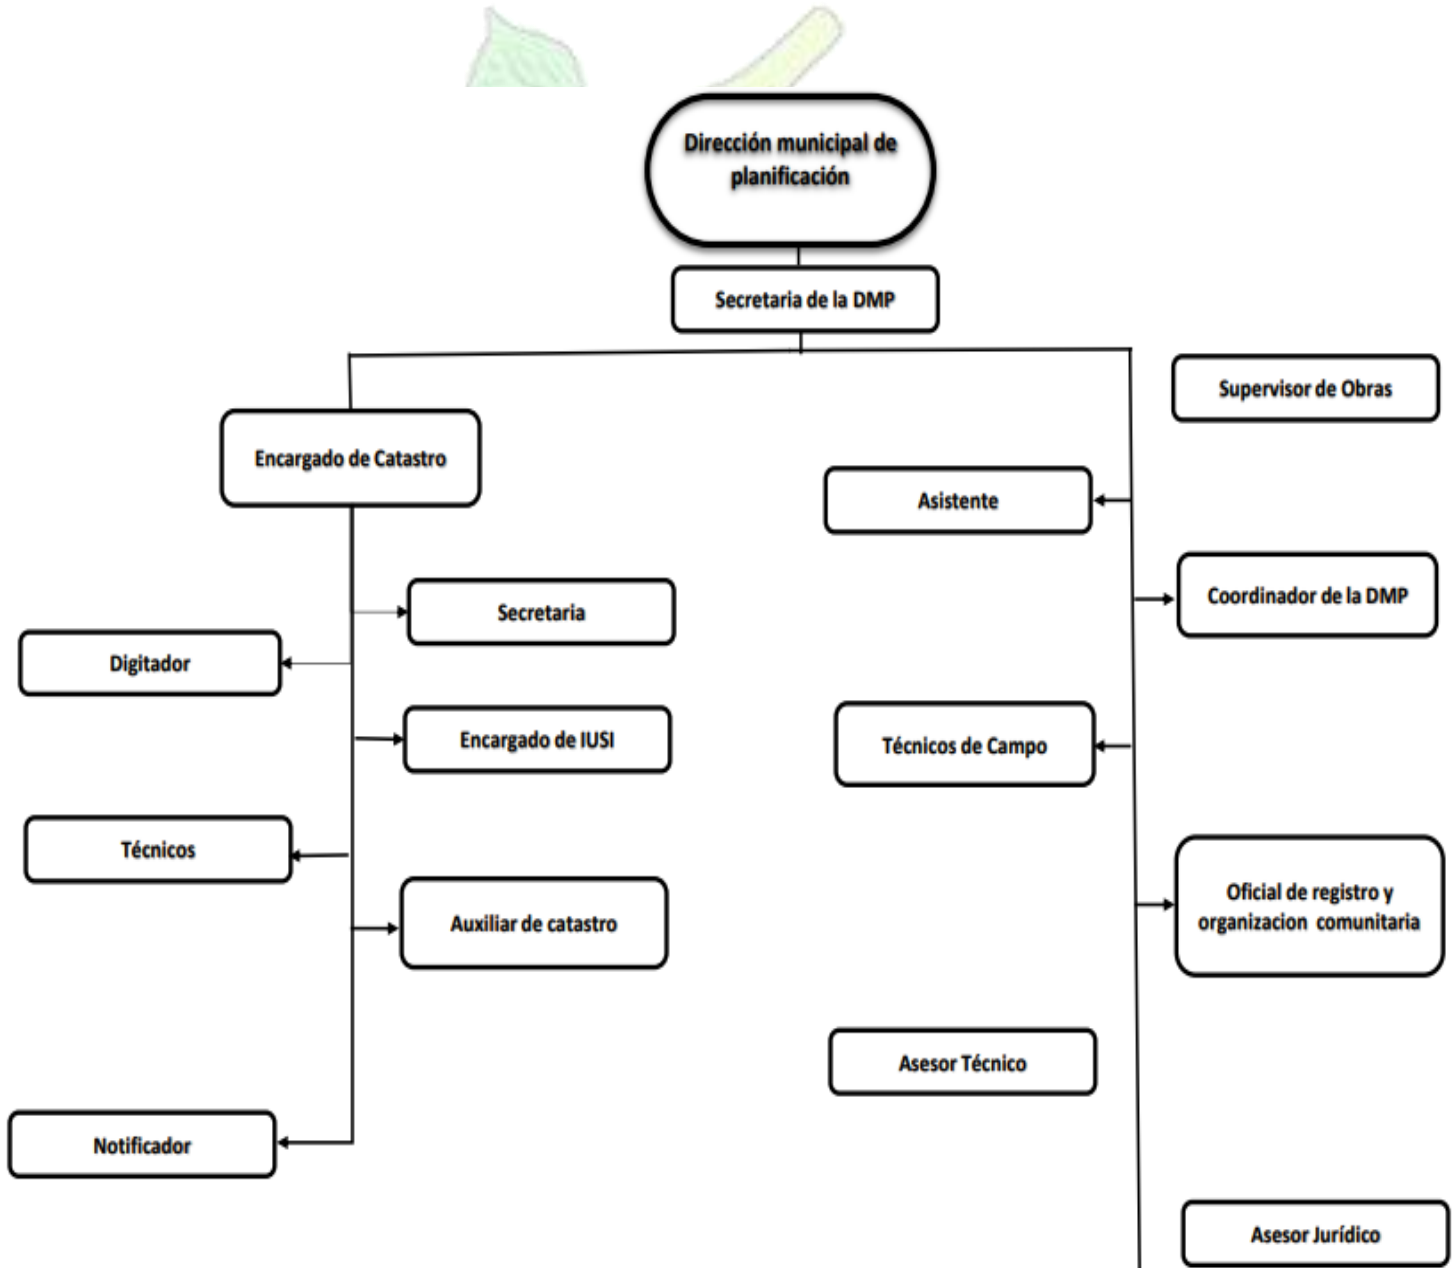 Dirección municipal de
planificación
Secretaria de la DMP
Supervisor de Obras
Encargado de Catastro
Asistente
Coordinador de la DMP
Secretaria
Digitador
Encargado de IUSI
Técnicos de Campo
Técnicos
Oficial de registro y
organizacion comunitaria
Auxiliar de catastro
Asesor Técnico
Notificador
Asesor Jurídico